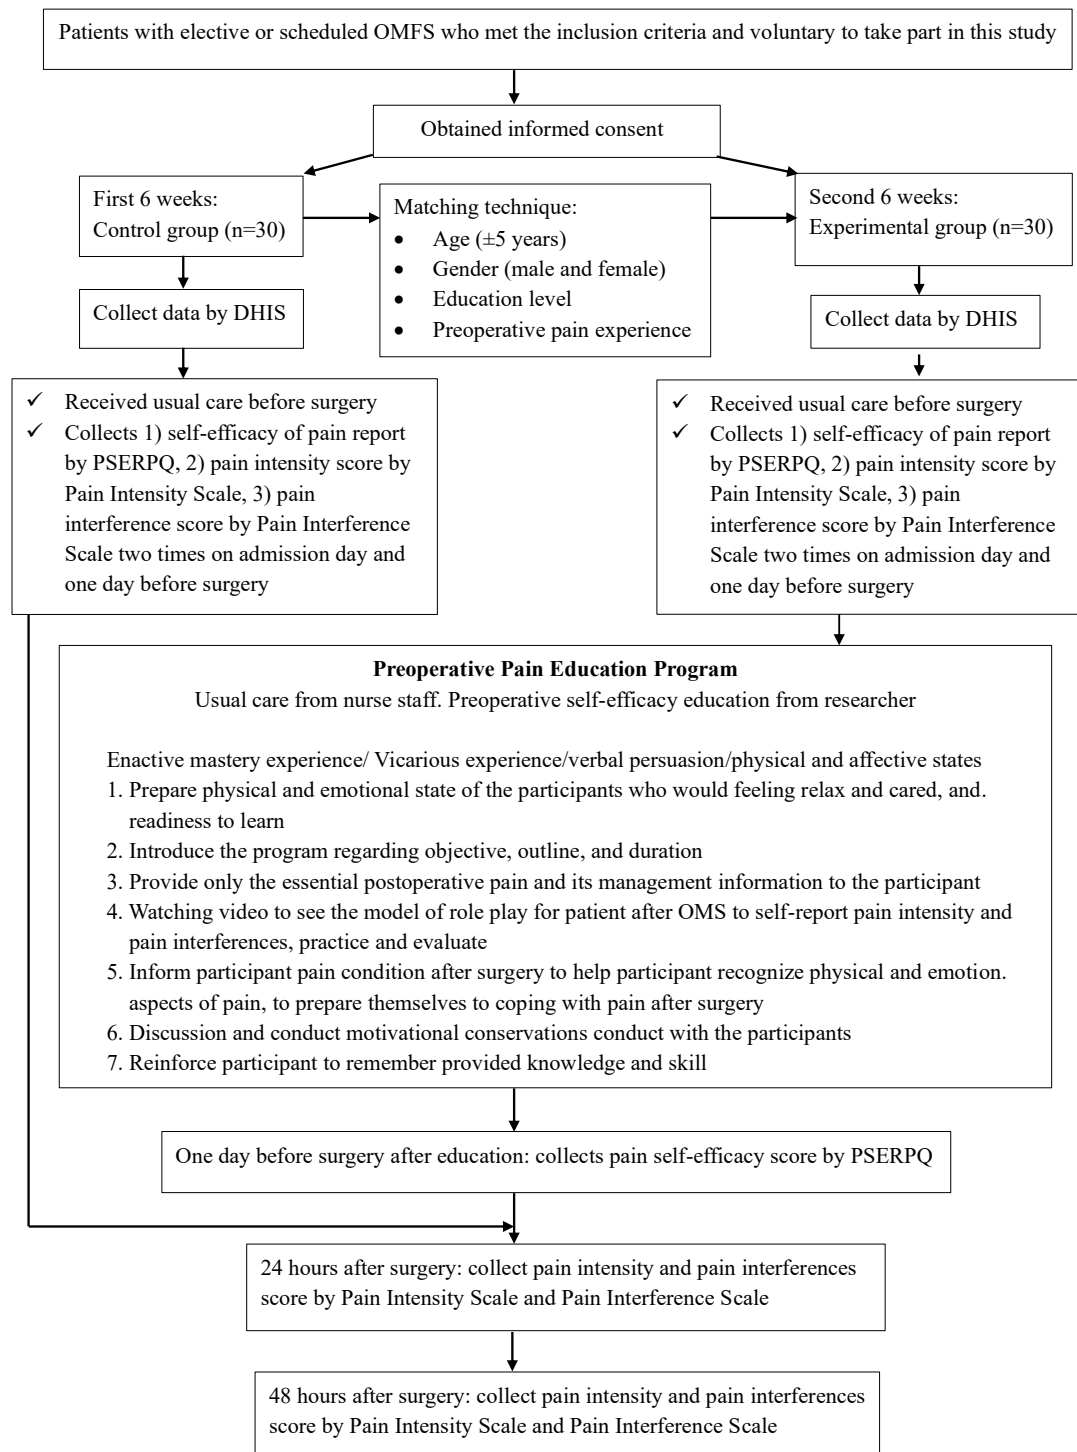 Patients with elective or scheduled OMFS who met the inclusion criteria and voluntary to take part in this study
Obtained informed consent
First 6 weeks:
Control group (n=30)
Matching technique:
• Age (±5 years)
• Gender (male and female)
• Education level
• Preoperative pain experience
Second 6 weeks:
Experimental group (n=30)
Collect data by DHIS
Collect data by DHIS
✓ Received usual care before surgery
✓ Collects 1) self-efficacy of pain report
by PSERPQ, 2) pain intensity score by
Pain Intensity Scale, 3) pain
interference score by Pain Interference
Scale two times on admission day and
one day before surgery
✓ Received usual care before surgery
✓ Collects 1) self-efficacy of pain report
by PSERPQ, 2) pain intensity score by
Pain Intensity Scale, 3) pain
interference score by Pain Interference
Scale two times on admission day and
one day before surgery
Preoperative Pain Education Program
Usual care from nurse staff. Preoperative self-efficacy education from researcher
Enactive mastery experience/ Vicarious experience/verbal persuasion/physical and affective states
1. Prepare physical and emotional state of the participants who would feeling relax and cared, and.
readiness to learn
2. Introduce the program regarding objective, outline, and duration
3. Provide only the essential postoperative pain and its management information to the participant
4. Watching video to see the model of role play for patient after OMS to self-report pain intensity and
pain interferences, practice and evaluate
5. Inform participant pain condition after surgery to help participant recognize physical and emotion.
aspects of pain, to prepare themselves to coping with pain after surgery
6. Discussion and conduct motivational conservations conduct with the participants
7. Reinforce participant to remember provided knowledge and skill
One day before surgery after education: collects pain self-efficacy score by PSERPQ
24 hours after surgery: collect pain intensity and pain interferences
score by Pain Intensity Scale and Pain Interference Scale
48 hours after surgery: collect pain intensity and pain interferences
score by Pain Intensity Scale and Pain Interference Scale